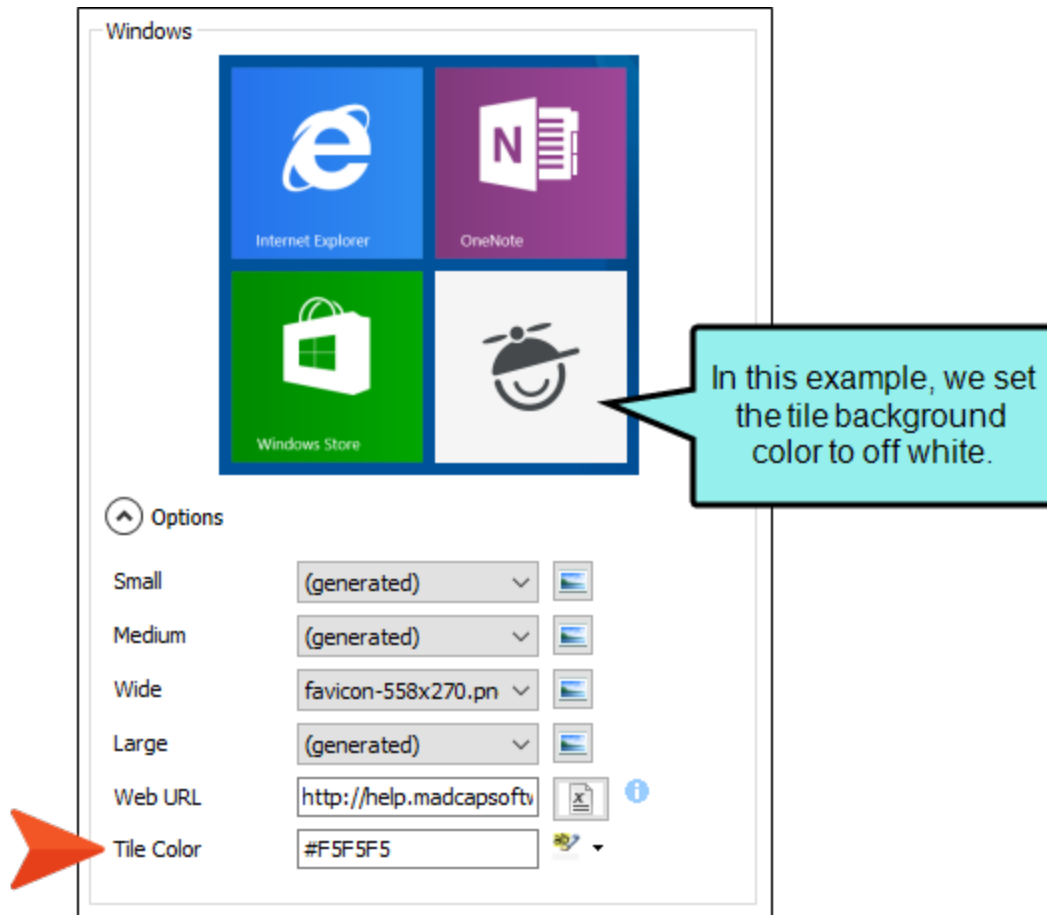 Windows
N
Internet Explorer
OneNote
Windows Store
In this example, we set
the tile background
color to off white.
Options
Small
(generated)
Medium
(generated)
Wide
favicon-558x270.pn
Large
(generated)
Web URL
http://help.madcapsoftw
x
i
Tile Color
#F5F5F5
ab